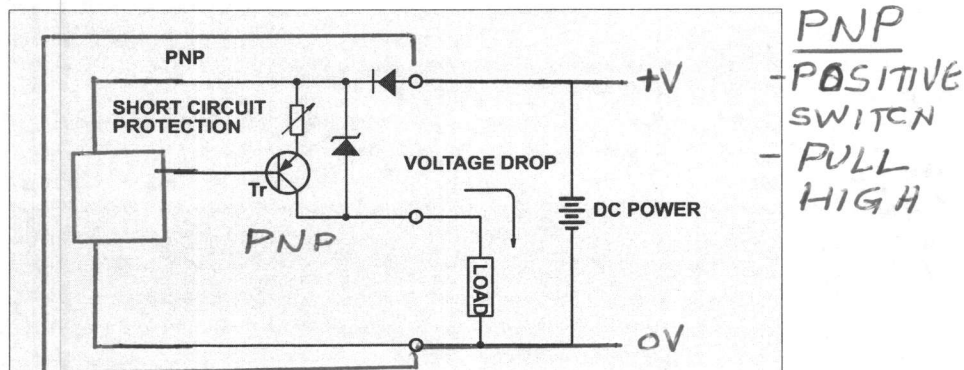 PNP
SHORT CIRCUIT
PROTECTION
Tr
PNP
VOLTAGE DROP
LOAD
DC POWER
+V
0V
PNP
-POSITIVE
SWITCH
- PULL
HIGH